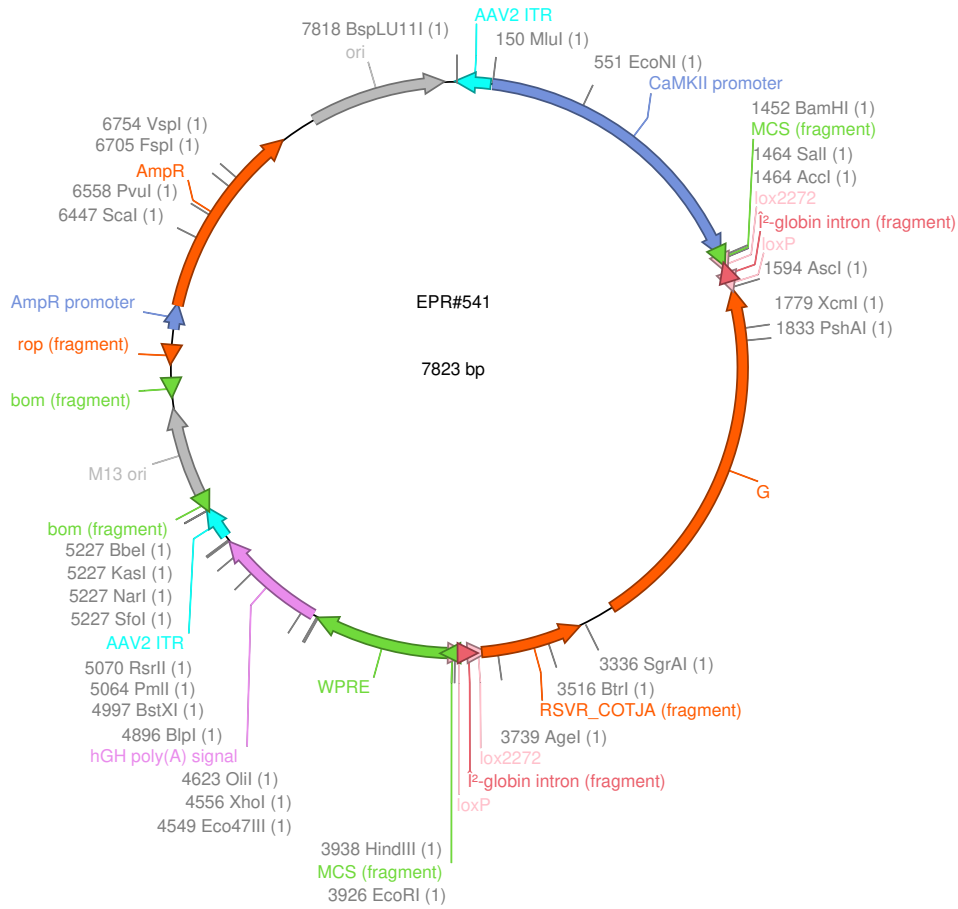 AAV2 ITR
7818 BspLU11I (1)
150 MluI (1)
ori
551 EcoNI (1)
CaMKII promoter
1452 BamHI (1)
MCS (fragment)
6754 VspI (1)
6705 FspI (1)
1464 SalI (1)
AmpR
1464 AccI (1)
6558 PvuI (1)
lox2272
6447 ScaI (1)
β-globin intron (fragment)
loxP
1594 AscI (1)
AmpR promoter
EPR#541
1779 XcmI (1)
1833 PshAI (1)
rop (fragment)
7823 bp
bom (fragment)
M13 ori
G
bom (fragment)
5227 BbeI (1)
5227 KasI (1)
5227 NarI (1)
5227 SfoI (1)
AAV2 ITR
3336 SgrAI (1)
5070 RsrII (1)
5064 PmlI (1)
WPRE
3516 BtrI (1)
4997 BstXI (1)
RSVR_COTJA (fragment)
4896 BlpI (1)
3739 AgeI (1)
hGH poly(A) signal
lox2272
4623 OliI (1)
β-globin intron (fragment)
4556 XhoI (1)
loxP
4549 Eco47III (1)
3938 HindIII (1)
MCS (fragment)
3926 EcoRI (1)